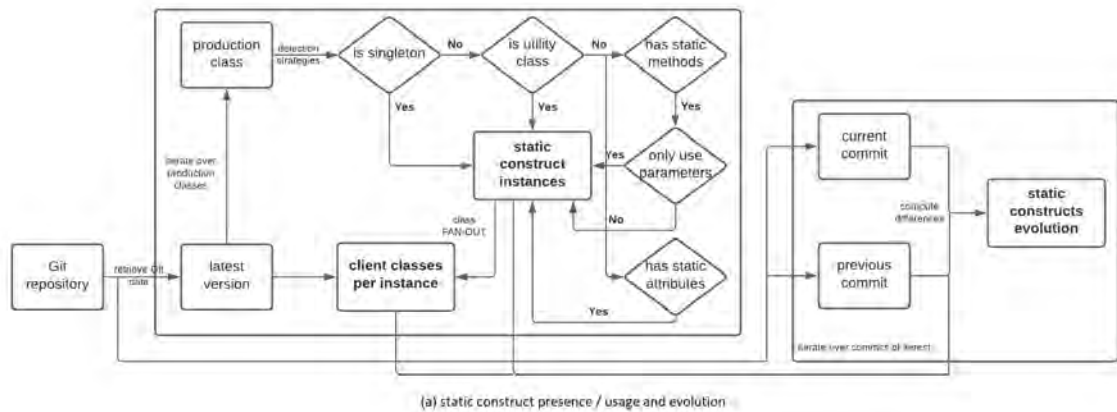 production
class
detection
strategies
is singleton
No
is utility
class
No
has static
methods
Yes
Yes
Yes
static
construct
instances
Yes
only use
parameters
No
iterate over
production
classes
class
FAN-OUT
Git
repository
retrieve Git
data
latest
version
client classes
per instance
has static
attributes
Yes
current
commit
compute
differences
static
constructs
evolution
previous
commit
iterate over commits of iterest
(a) static construct presence / usage and evolution